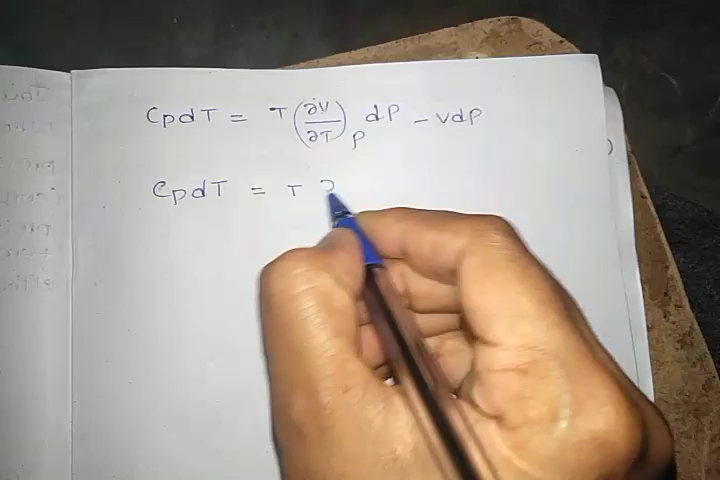 CpdT = T (∂V/∂T)p dP - VdP
CpdT = T ∂